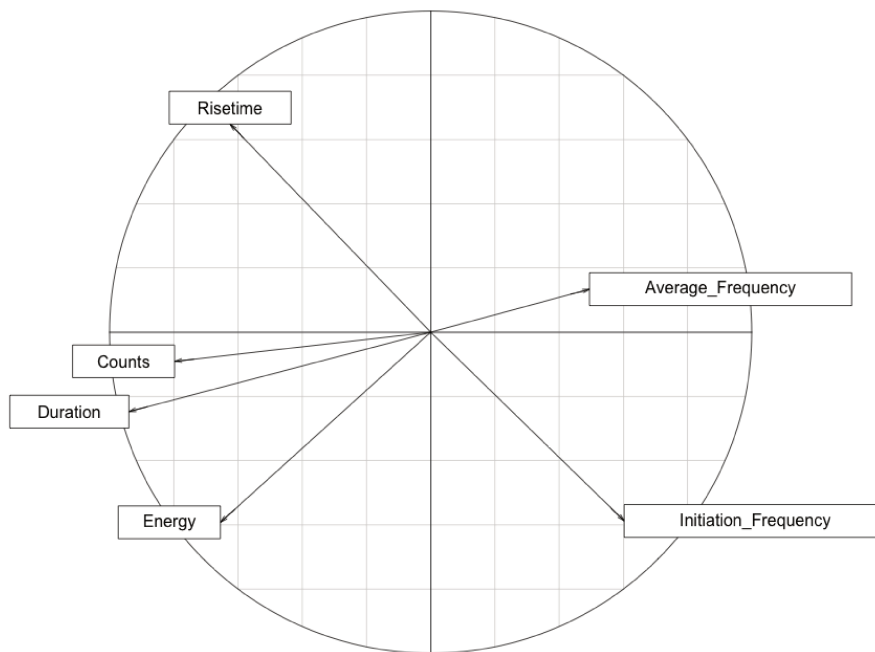 Risetime
Average_Frequency
Counts
Duration
Energy
Initiation_Frequency